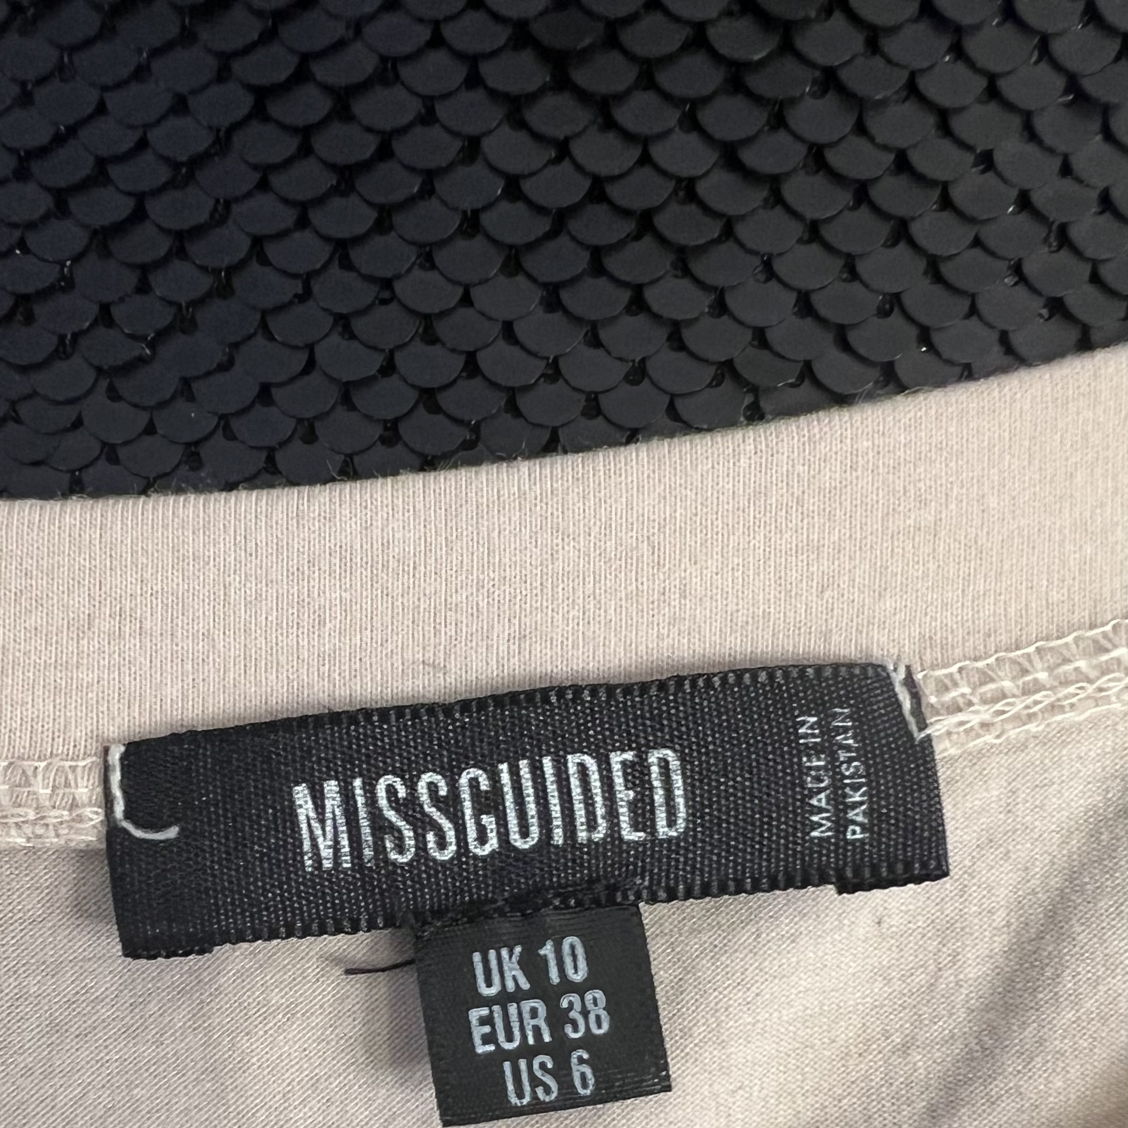 MISSGUIDED
MADE IN
PAKISTAN
UK 10
EUR 38
US 6